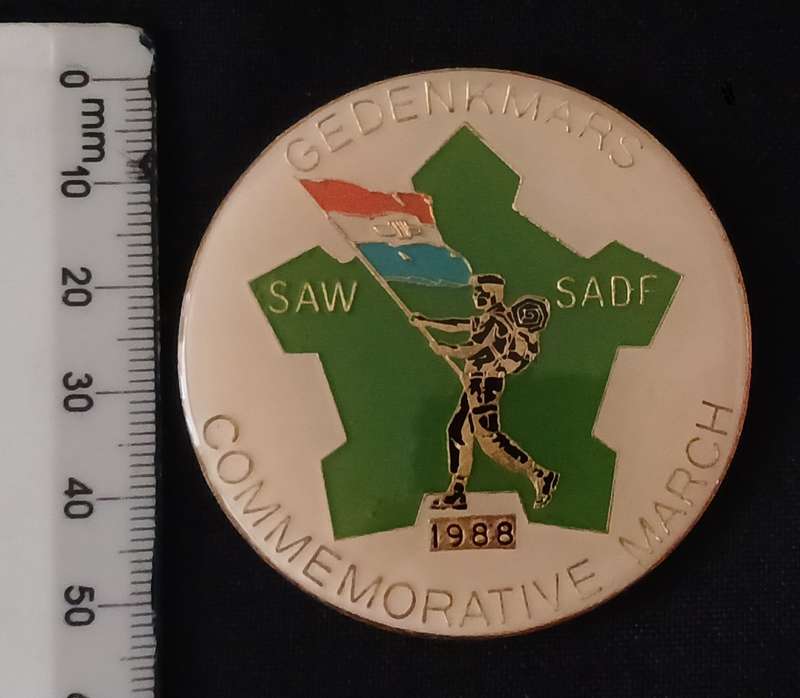 0
mm
10
20
30
40
50
GEDENKMARS
SAW
SADF
1988
COMMEMORATIVE MARCH